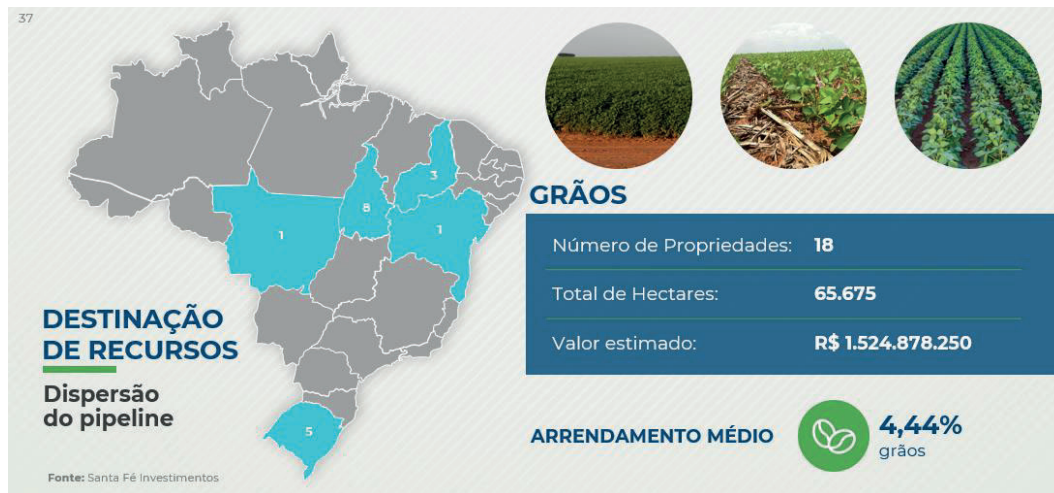 37
1
8
3
1
5
DESTINAÇÃO
DE RECURSOS
Dispersão
do pipeline
Fonte: Santa Fé Investimentos
GRÃOS
Número de Propriedades: 18
Total de Hectares: 65.675
Valor estimado: R$ 1.524.878.250
ARRENDAMENTO MÉDIO
4,44%
grãos